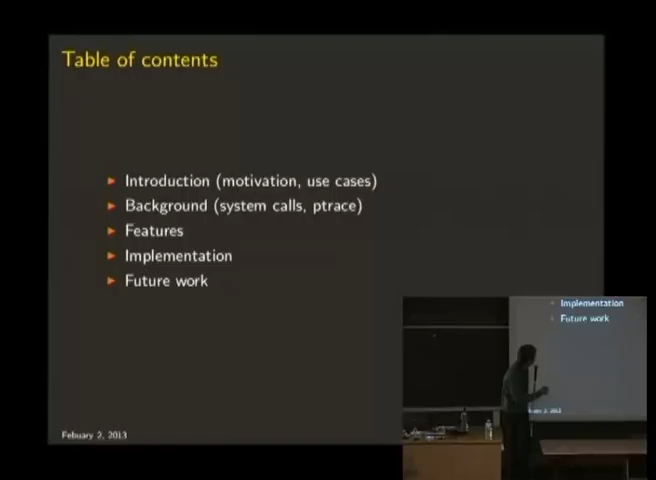 Table of contents
Introduction (motivation, use cases)
Background (system calls, ptrace)
Features
Implementation
Future work
Febuary 2, 2013
Implementation
Future work